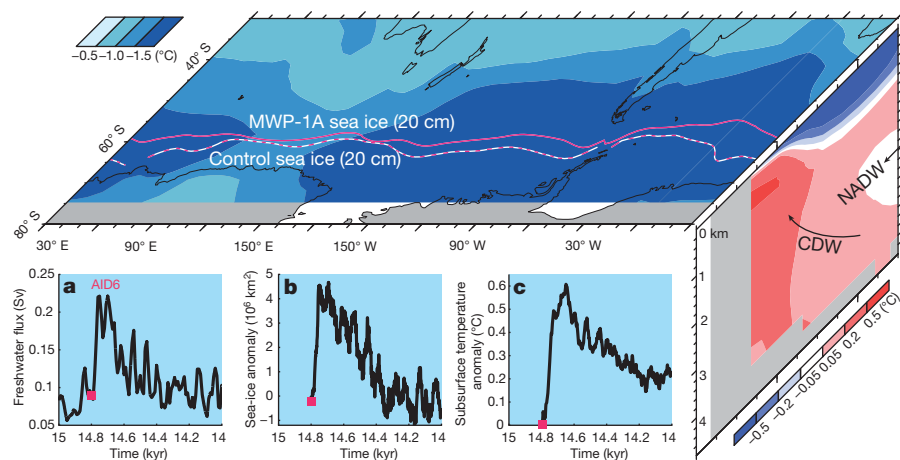 −0.5 −1.0 −1.5 (°C)
40° S
60° S
80° S
MWP-1A sea ice (20 cm)
Control sea ice (20 cm)
30° E 90° E 150° E 150° W 90° W 30° W
NADW
CDW
0 km
1
2
3
4
−0.5 −0.2 −0.05 0.05 0.2 0.5 (°C)
a
AID6
Freshwater flux (Sv)
0.25
0.2
0.15
0.1
0.05
15 14.8 14.6 14.4 14.2 14
Time (kyr)
b
Sea-ice anomaly (10⁶ km²)
5
4
3
2
1
0
−1
15 14.8 14.6 14.4 14.2 14
Time (kyr)
c
Subsurface temperature
anomaly (°C)
0.6
0.5
0.4
0.3
0.2
0.1
0
15 14.8 14.6 14.4 14.2 14
Time (kyr)